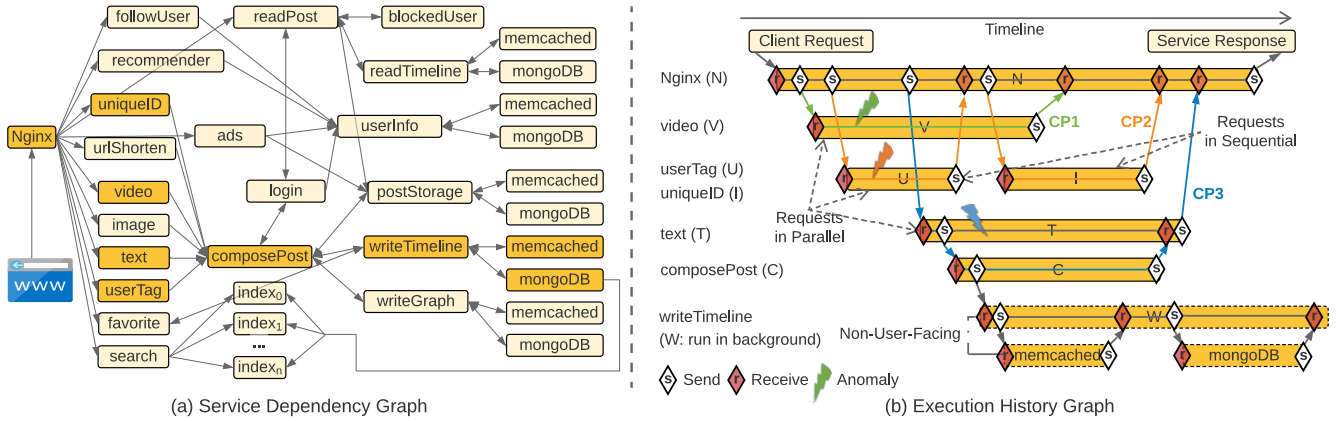 followUser
readPost
blockedUser
memcached
recommender
readTimeline
mongoDB
uniqueID
memcached
Nginx
ads
userInfo
mongoDB
urlShorten
video
login
postStorage
memcached
image
mongoDB
text
composePost
writeTimeline
memcached
userTag
mongoDB
favorite
index0
writeGraph
memcached
search
index1
...
mongoDB
indexn
WWW
(a) Service Dependency Graph
Timeline
Client Request
Service Response
Nginx (N)
r s s s r s N r r r s
video (V)
r V s
CP1
CP2
Requests
in Sequential
userTag (U)
uniqueID (I)
r U s r I s
CP3
Requests
in Parallel
text (T)
r s T r s
composePost (C)
r s C s
writeTimeline
(W: run in background)
r s r W s r
Non-User-Facing
r memcached s r mongoDB s
s Send r Receive Anomaly
(b) Execution History Graph